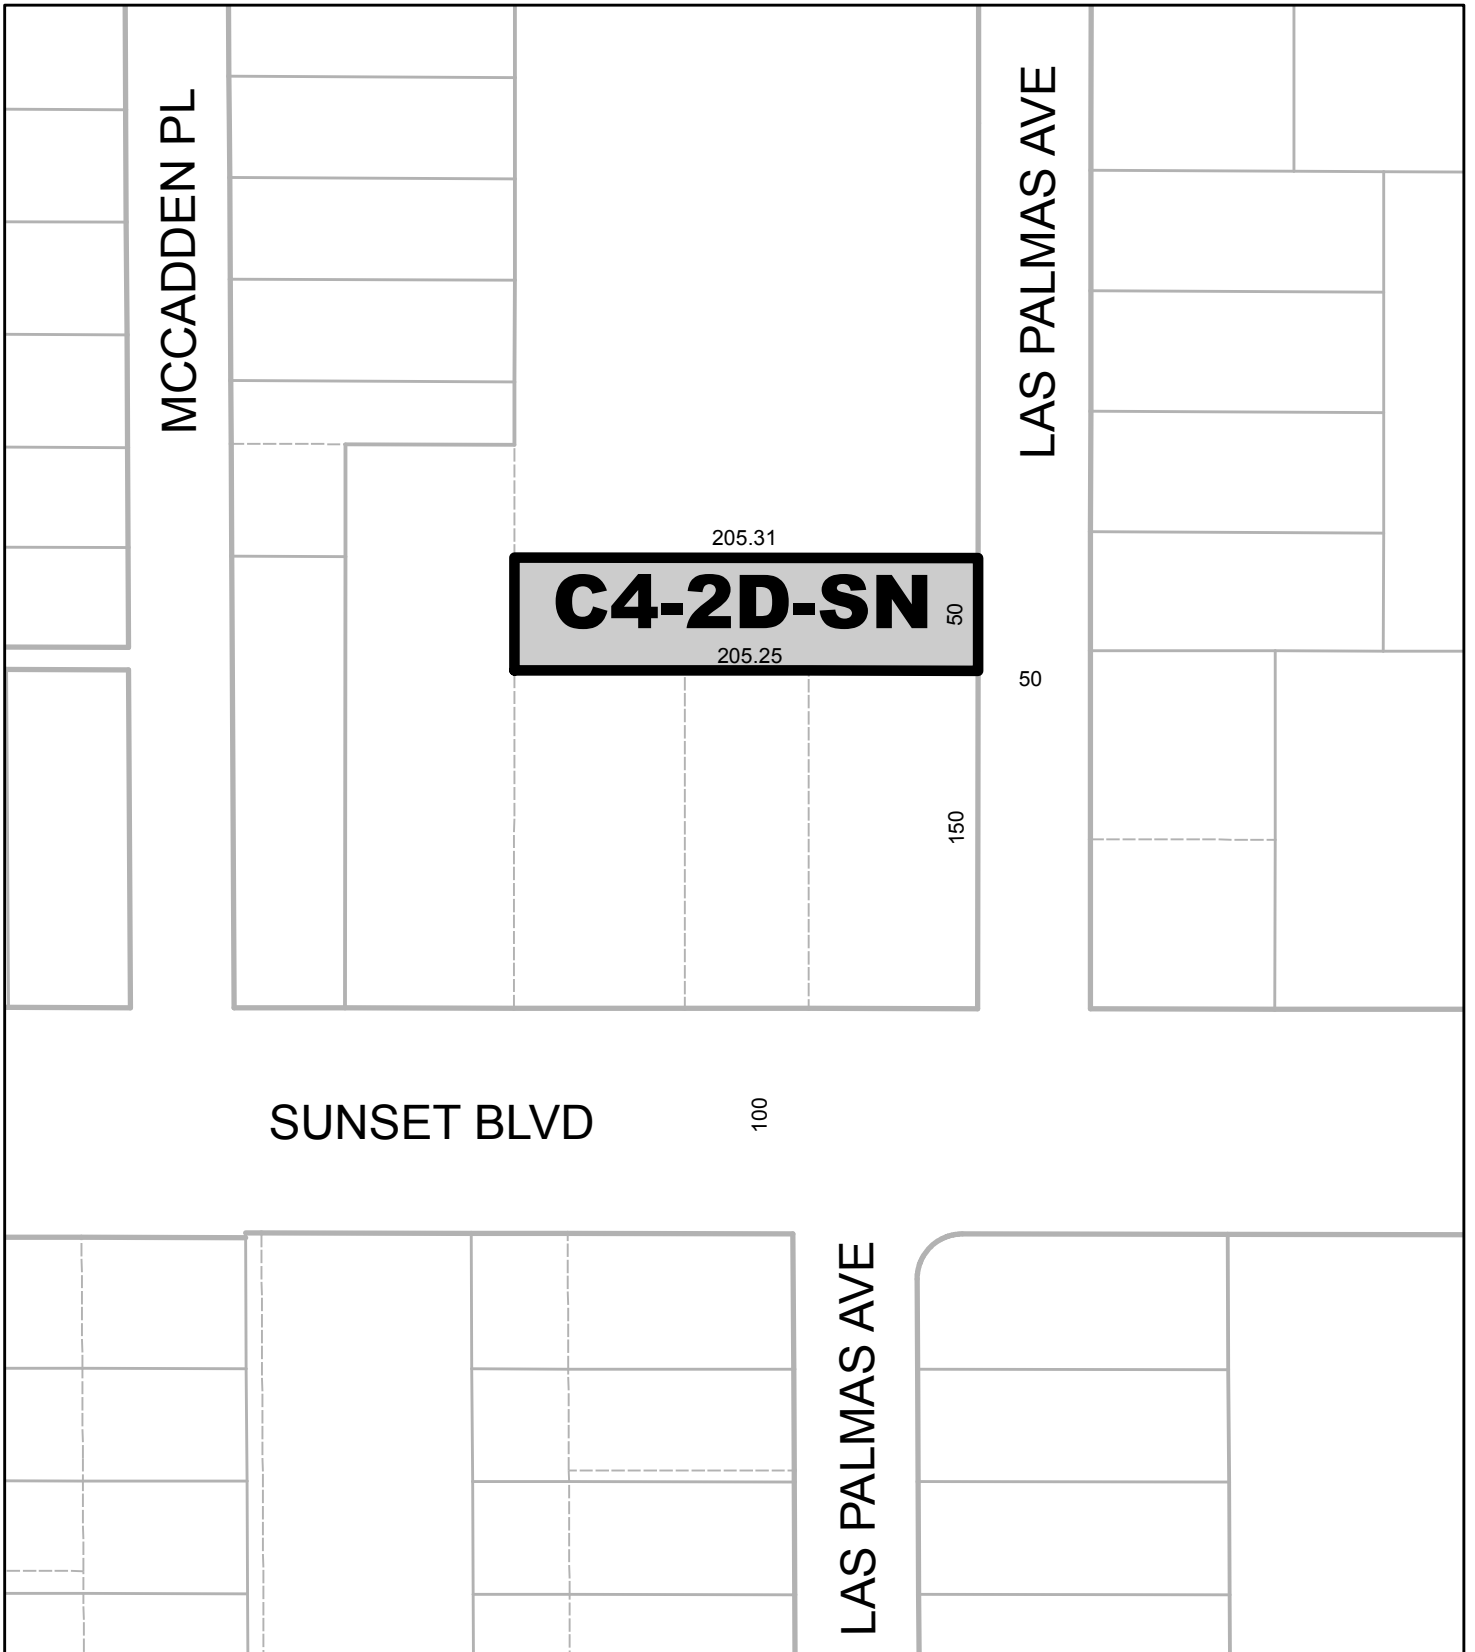 MCCADDEN PL
LAS PALMAS AVE
205.31
C4-2D-SN
50
205.25
50
150
SUNSET BLVD
100
LAS PALMAS AVE